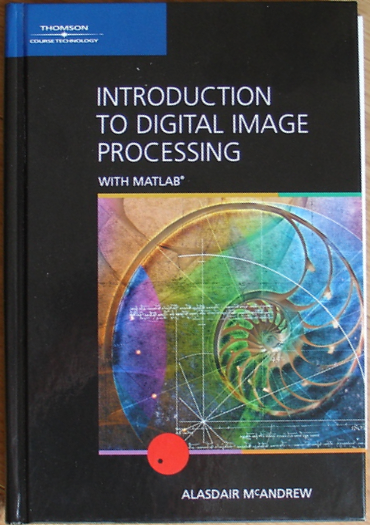 THOMSON
COURSE TECHNOLOGY
INTRODUCTION
TO DIGITAL IMAGE
PROCESSING
WITH MATLAB®
ALASDAIR McANDREW